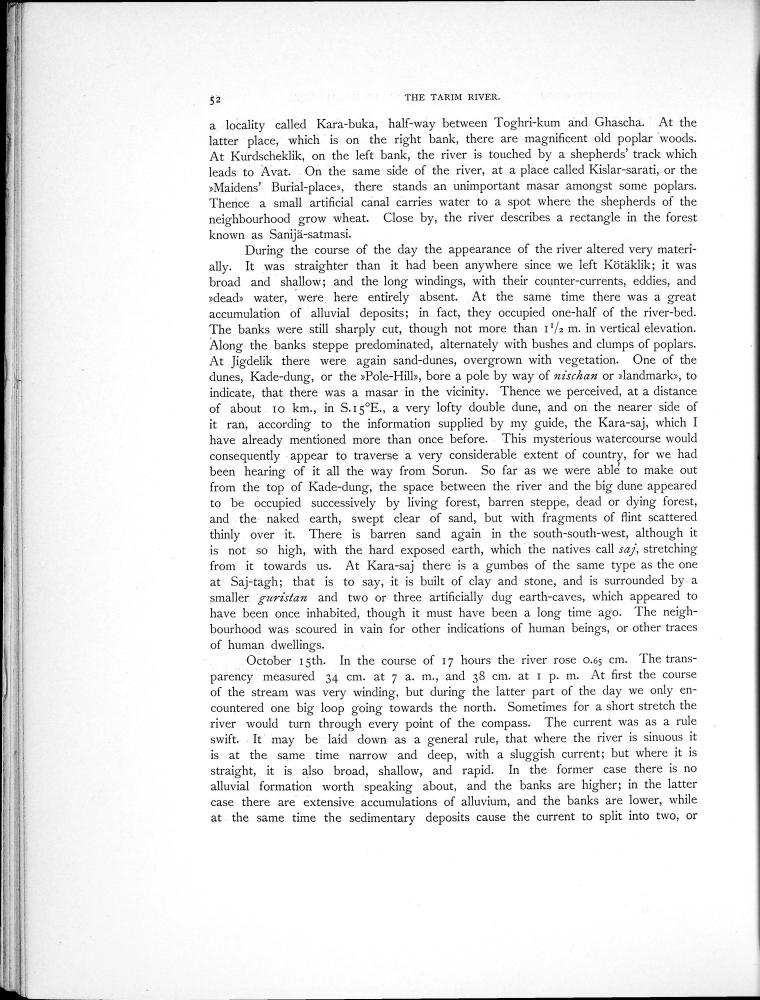 52
THE TARIM RIVER.
a locality called Kara-buka, half-way between Toghri-kum and Ghascha. At the
latter place, which is on the right bank, there are magnificent old poplar woods.
At Kurdscheklik, on the left bank, the river is touched by a shepherds' track which
leads to Avat. On the same side of the river, at a place called Kislar-sarati, or the
»Maidens' Burial-place», there stands an unimportant masar amongst some poplars.
Thence a small artificial canal carries water to a spot where the shepherds of the
neighbourhood grow wheat. Close by, the river describes a rectangle in the forest
known as Sanijä-satmasi.
During the course of the day the appearance of the river altered very materi-
ally. It was straighter than it had been anywhere since we left Kötäklik; it was
broad and shallow; and the long windings, with their counter-currents, eddies, and
»dead» water, were here entirely absent. At the same time there was a great
accumulation of alluvial deposits; in fact, they occupied one-half of the river-bed.
The banks were still sharply cut, though not more than 1 1/2 m. in vertical elevation.
Along the banks steppe predominated, alternately with bushes and clumps of poplars.
At Jigdelik there were again sand-dunes, overgrown with vegetation. One of the
dunes, Kade-dung, or the »Pole-Hill», bore a pole by way of nischan or »landmark», to
indicate, that there was a masar in the vicinity. Thence we perceived, at a distance
of about 10 km., in S.15°E., a very lofty double dune, and on the nearer side of
it ran, according to the information supplied by my guide, the Kara-saj, which I
have already mentioned more than once before. This mysterious watercourse would
consequently appear to traverse a very considerable extent of country, for we had
been hearing of it all the way from Sorun. So far as we were able to make out
from the top of Kade-dung, the space between the river and the big dune appeared
to be occupied successively by living forest, barren steppe, dead or dying forest,
and the naked earth, swept clear of sand, but with fragments of flint scattered
thinly over it. There is barren sand again in the south-south-west, although it
is not so high, with the hard exposed earth, which the natives call saj, stretching
from it towards us. At Kara-saj there is a gumbes of the same type as the one
at Saj-tagh; that is to say, it is built of clay and stone, and is surrounded by a
smaller guristan and two or three artificially dug earth-caves, which appeared to
have been once inhabited, though it must have been a long time ago. The neigh-
bourhood was scoured in vain for other indications of human beings, or other traces
of human dwellings.
October 15th. In the course of 17 hours the river rose 0.65 cm. The trans-
parency measured 34 cm. at 7 a. m., and 38 cm. at 1 p. m. At first the course
of the stream was very winding, but during the latter part of the day we only en-
countered one big loop going towards the north. Sometimes for a short stretch the
river would turn through every point of the compass. The current was as a rule
swift. It may be laid down as a general rule, that where the river is sinuous it
is at the same time narrow and deep, with a sluggish current; but where it is
straight, it is also broad, shallow, and rapid. In the former case there is no
alluvial formation worth speaking about, and the banks are higher; in the latter
case there are extensive accumulations of alluvium, and the banks are lower, while
at the same time the sedimentary deposits cause the current to split into two, or